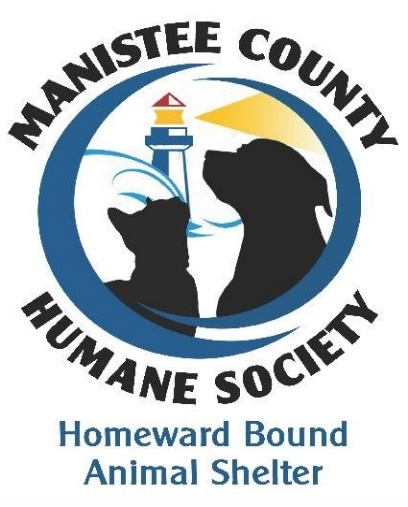 MANISTEE COUNTY
HUMANE SOCIETY
Homeward Bound
Animal Shelter